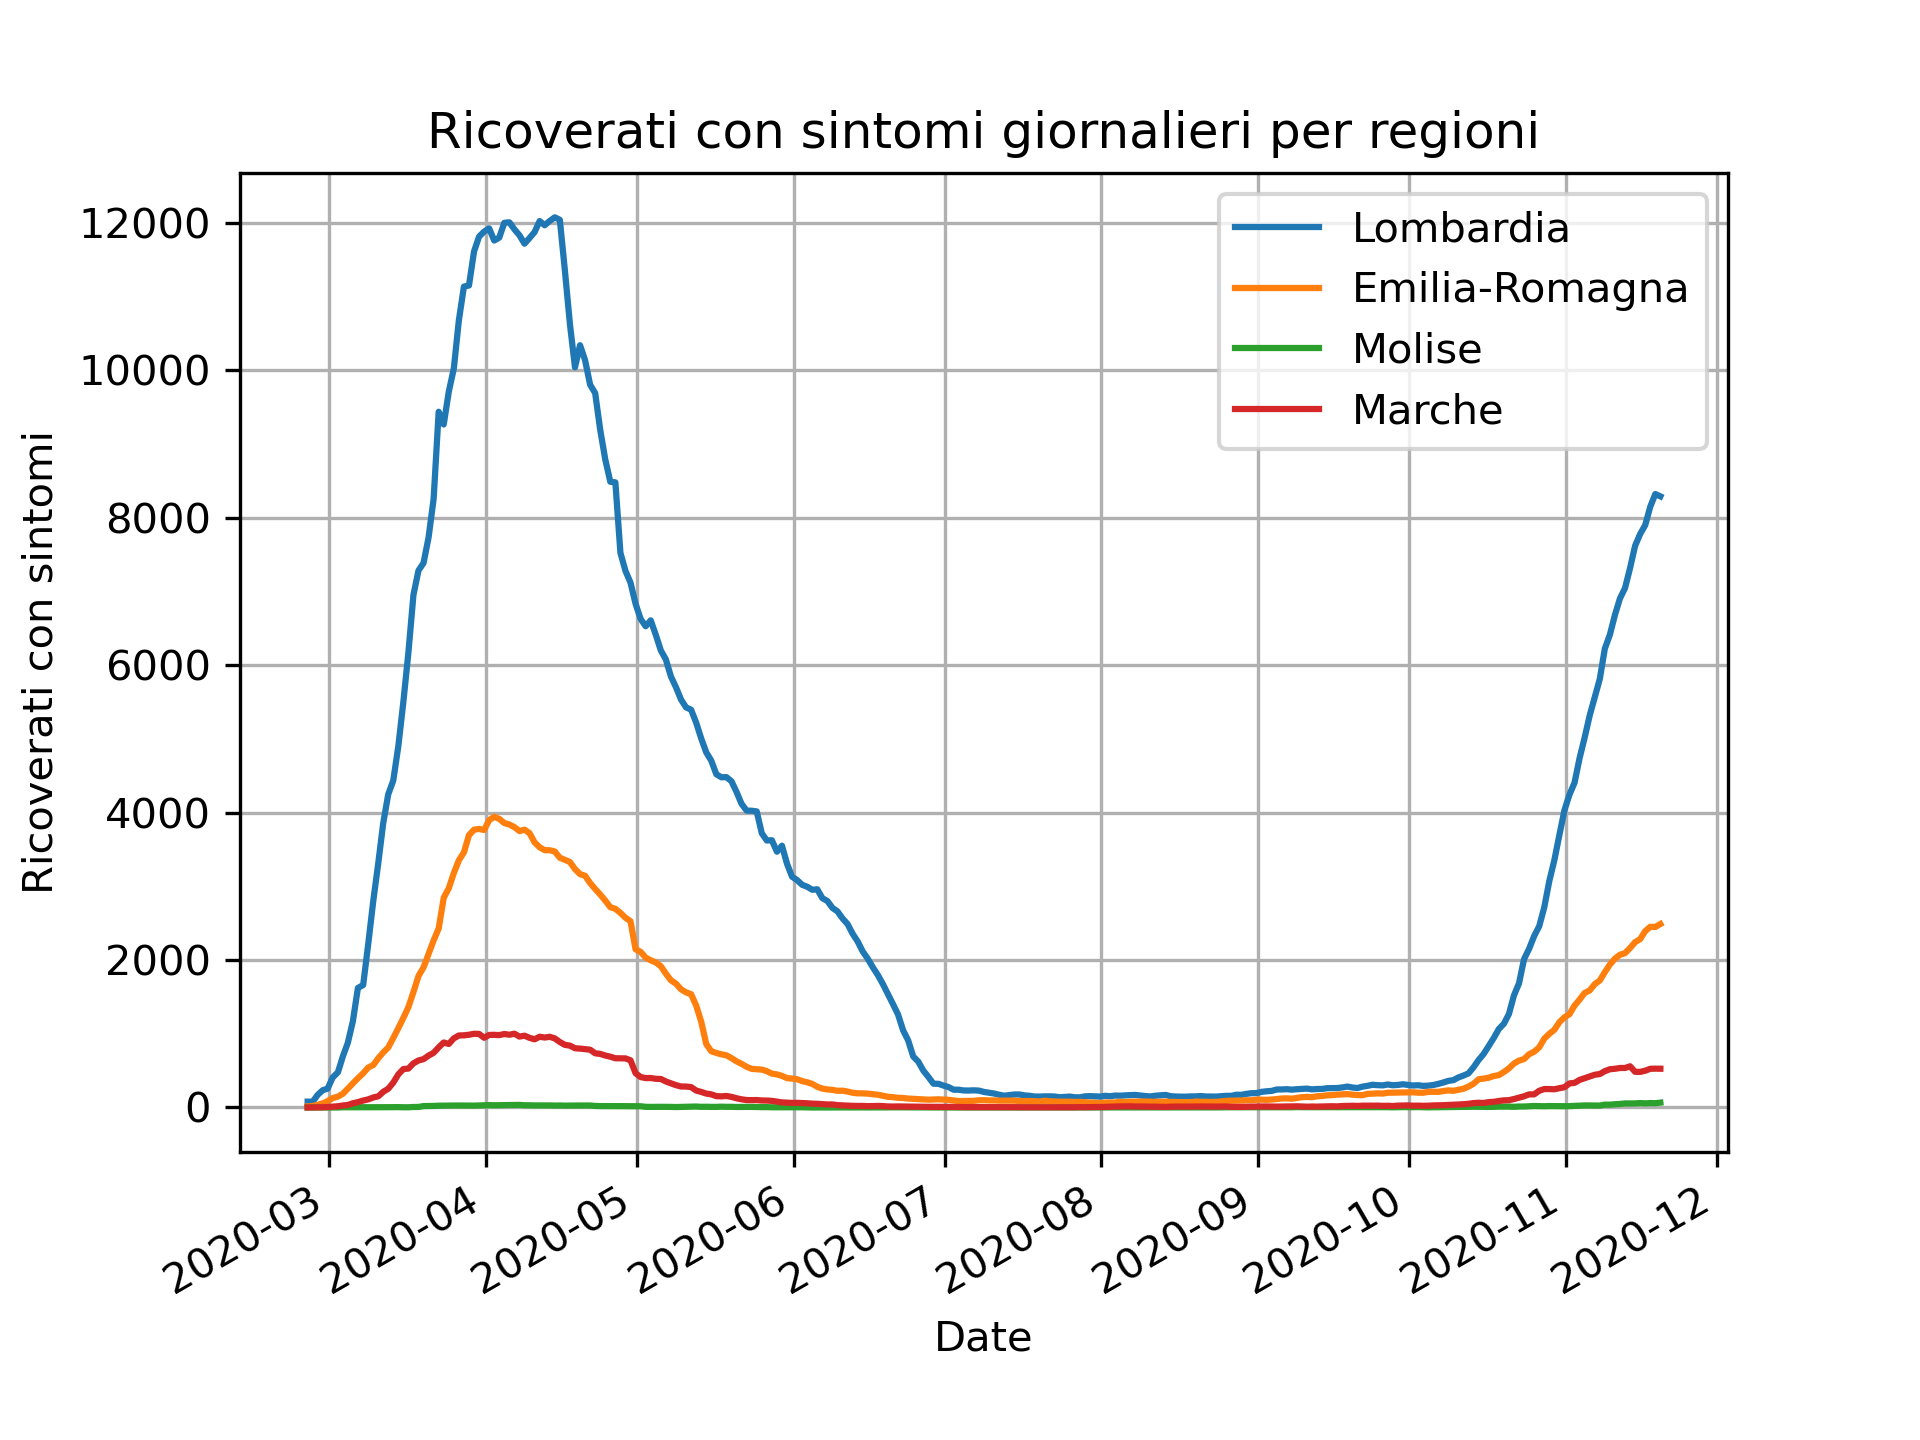 Ricoverati con sintomi giornalieri per regioni
Lombardia
Emilia-Romagna
Molise
Marche
12000
10000
8000
6000
4000
2000
0
Ricoverati con sintomi
2020-03
2020-04
2020-05
2020-06
2020-07
2020-08
2020-09
2020-10
2020-11
2020-12
Date